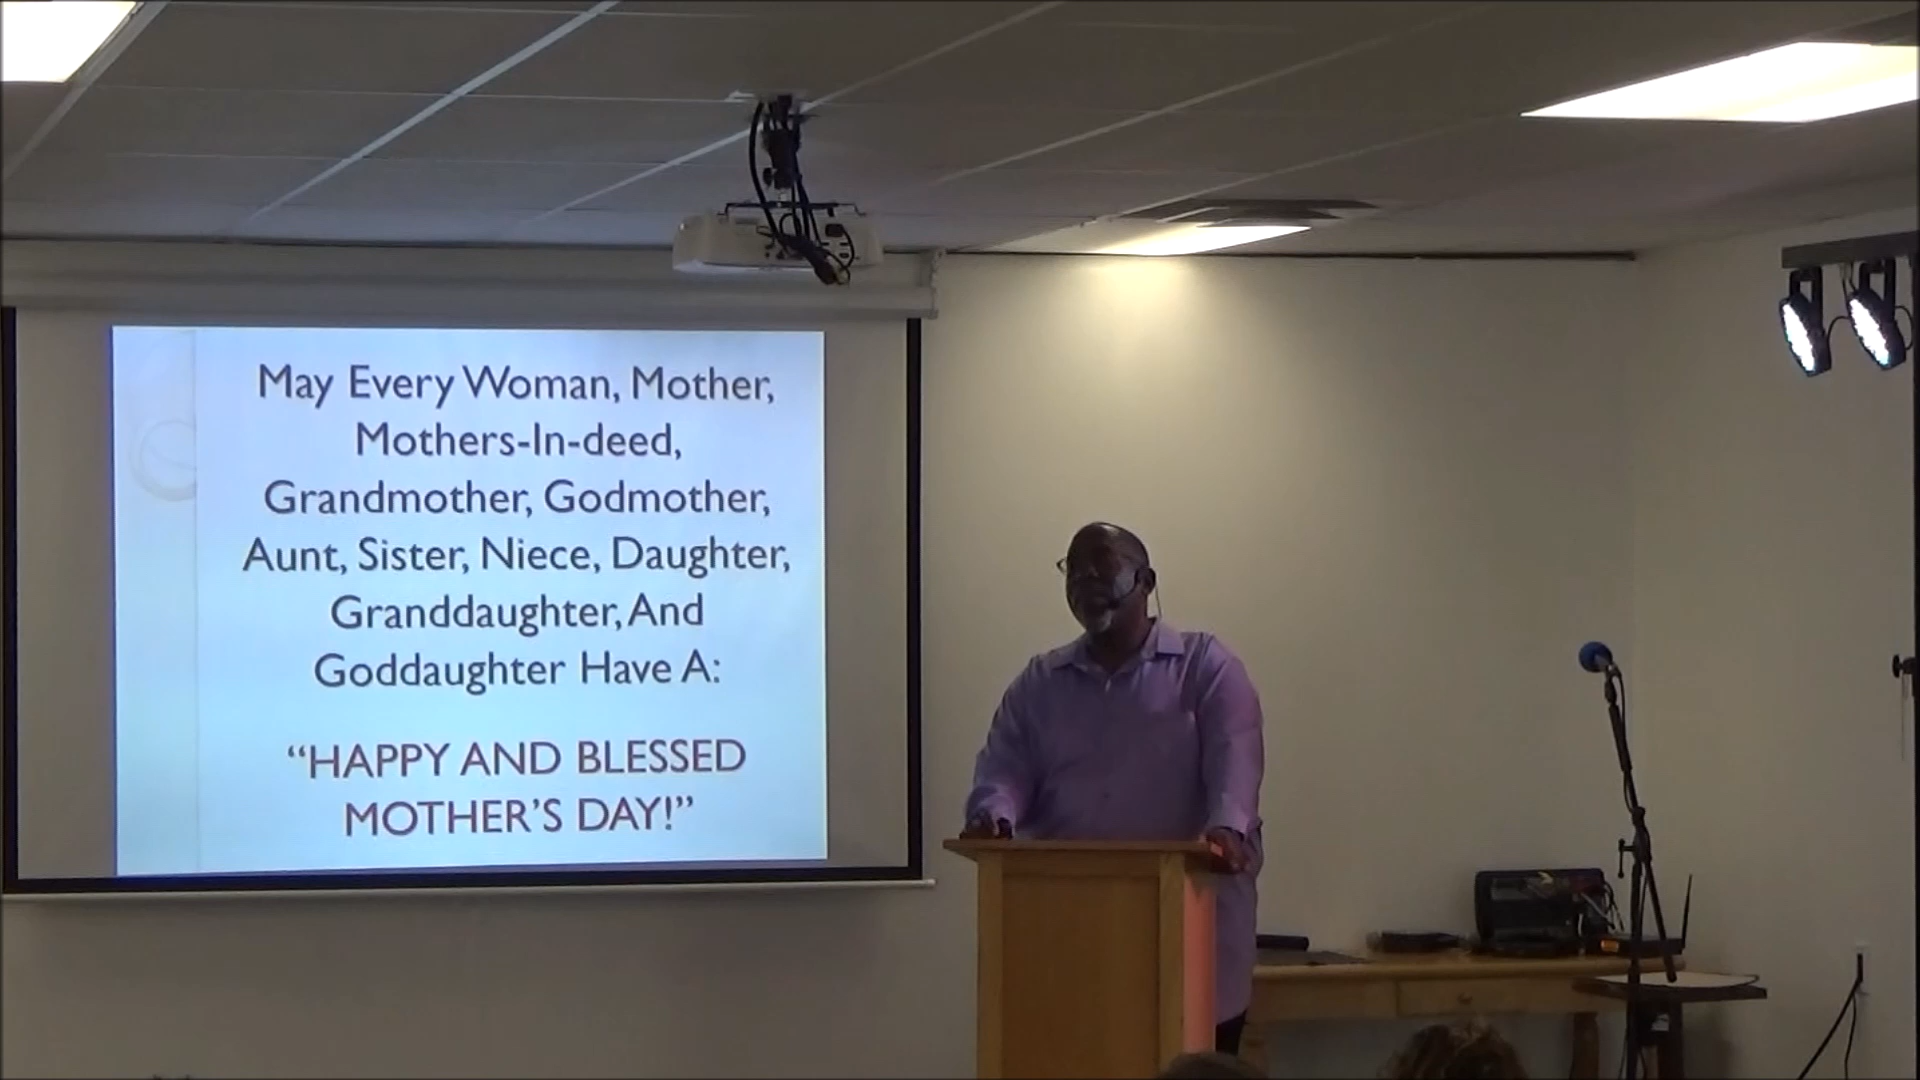 May Every Woman, Mother,
Mothers-In-deed,
Grandmother, Godmother,
Aunt, Sister, Niece, Daughter,
Granddaughter, And
Goddaughter Have A:
“HAPPY AND BLESSED
MOTHER’S DAY!”